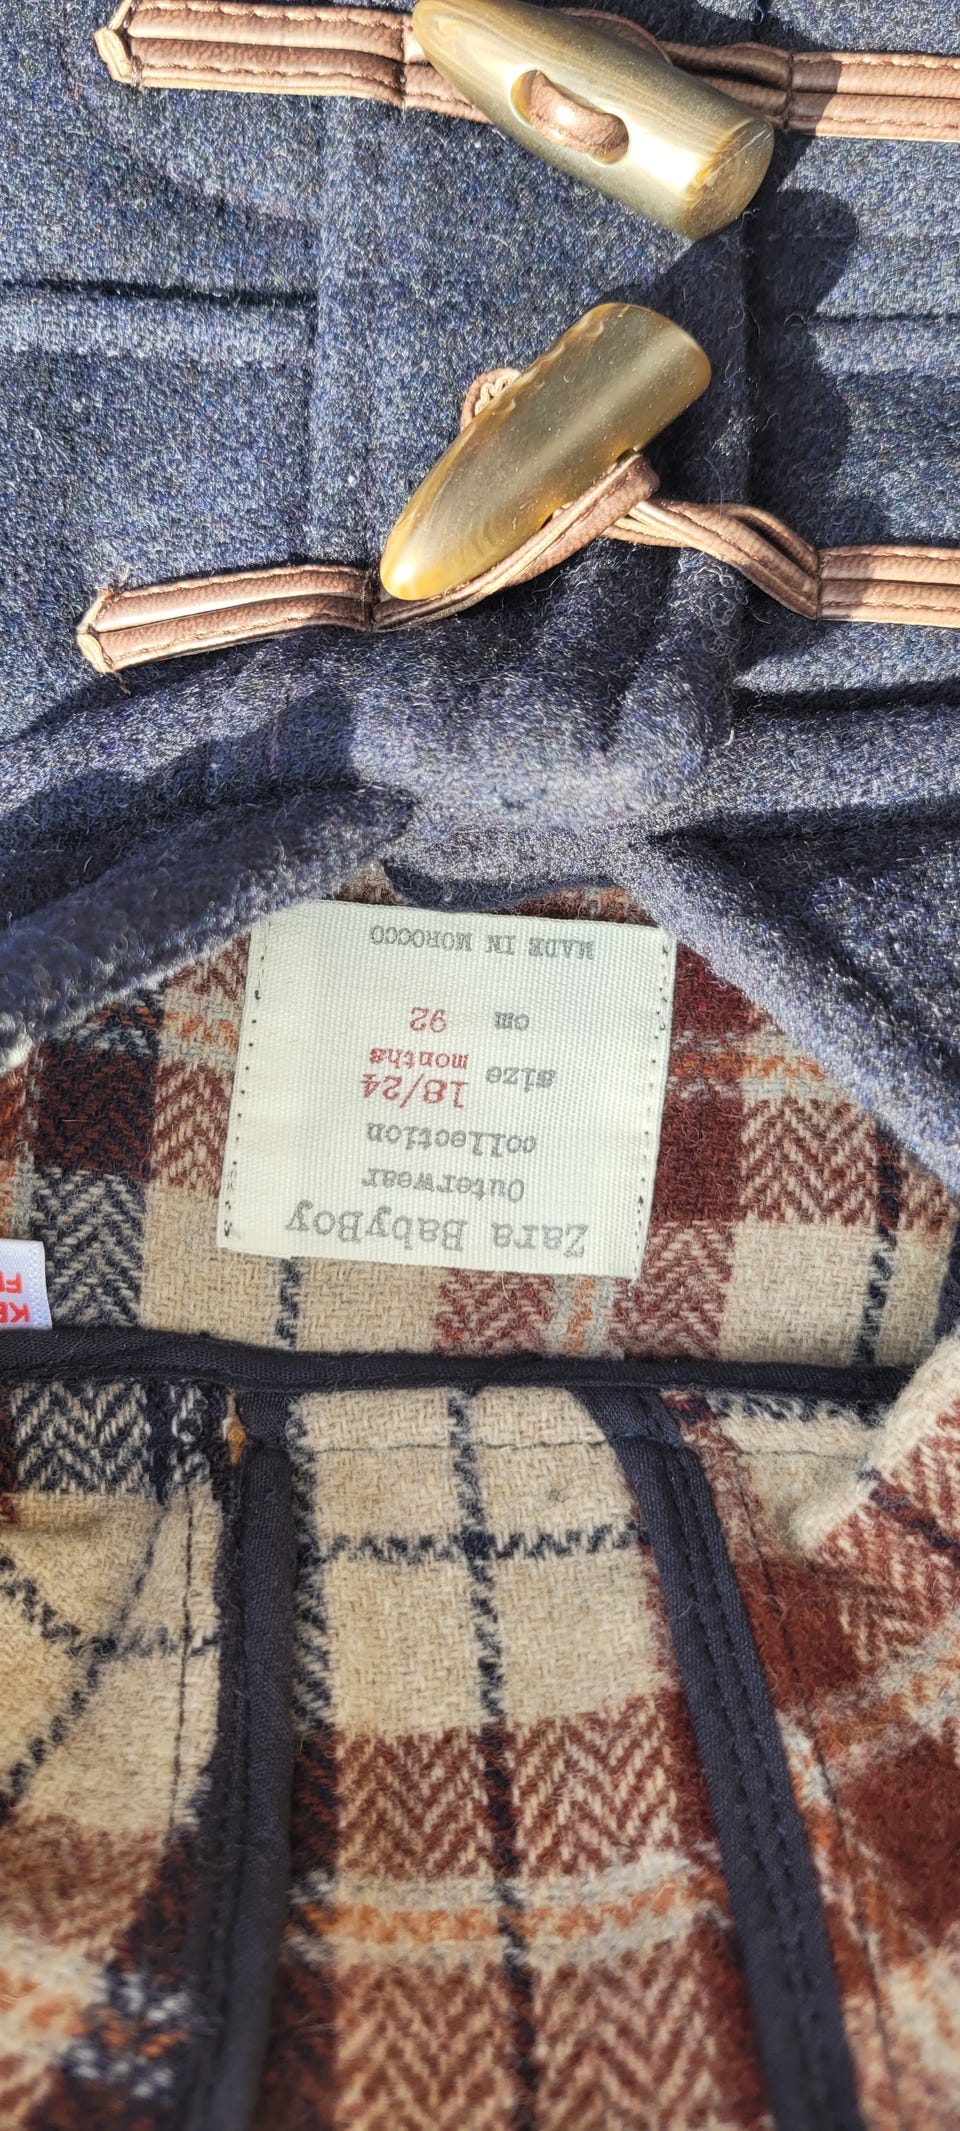 Zara BabyBoy
Outerwear
collection
size 18/24 months
cm 92
MADE IN MOROCCO